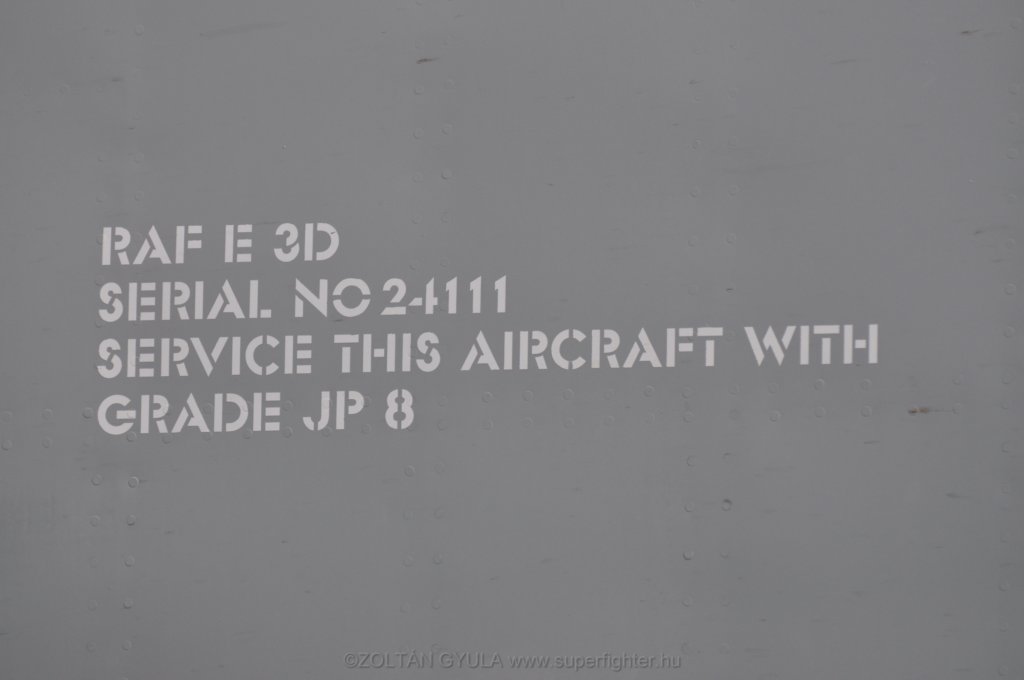 RAF E 3D
SERIAL NO 24111
SERVICE THIS AIRCRAFT WITH
GRADE JP 8
©ZOLTÁN GYULA www.superfighter.hu